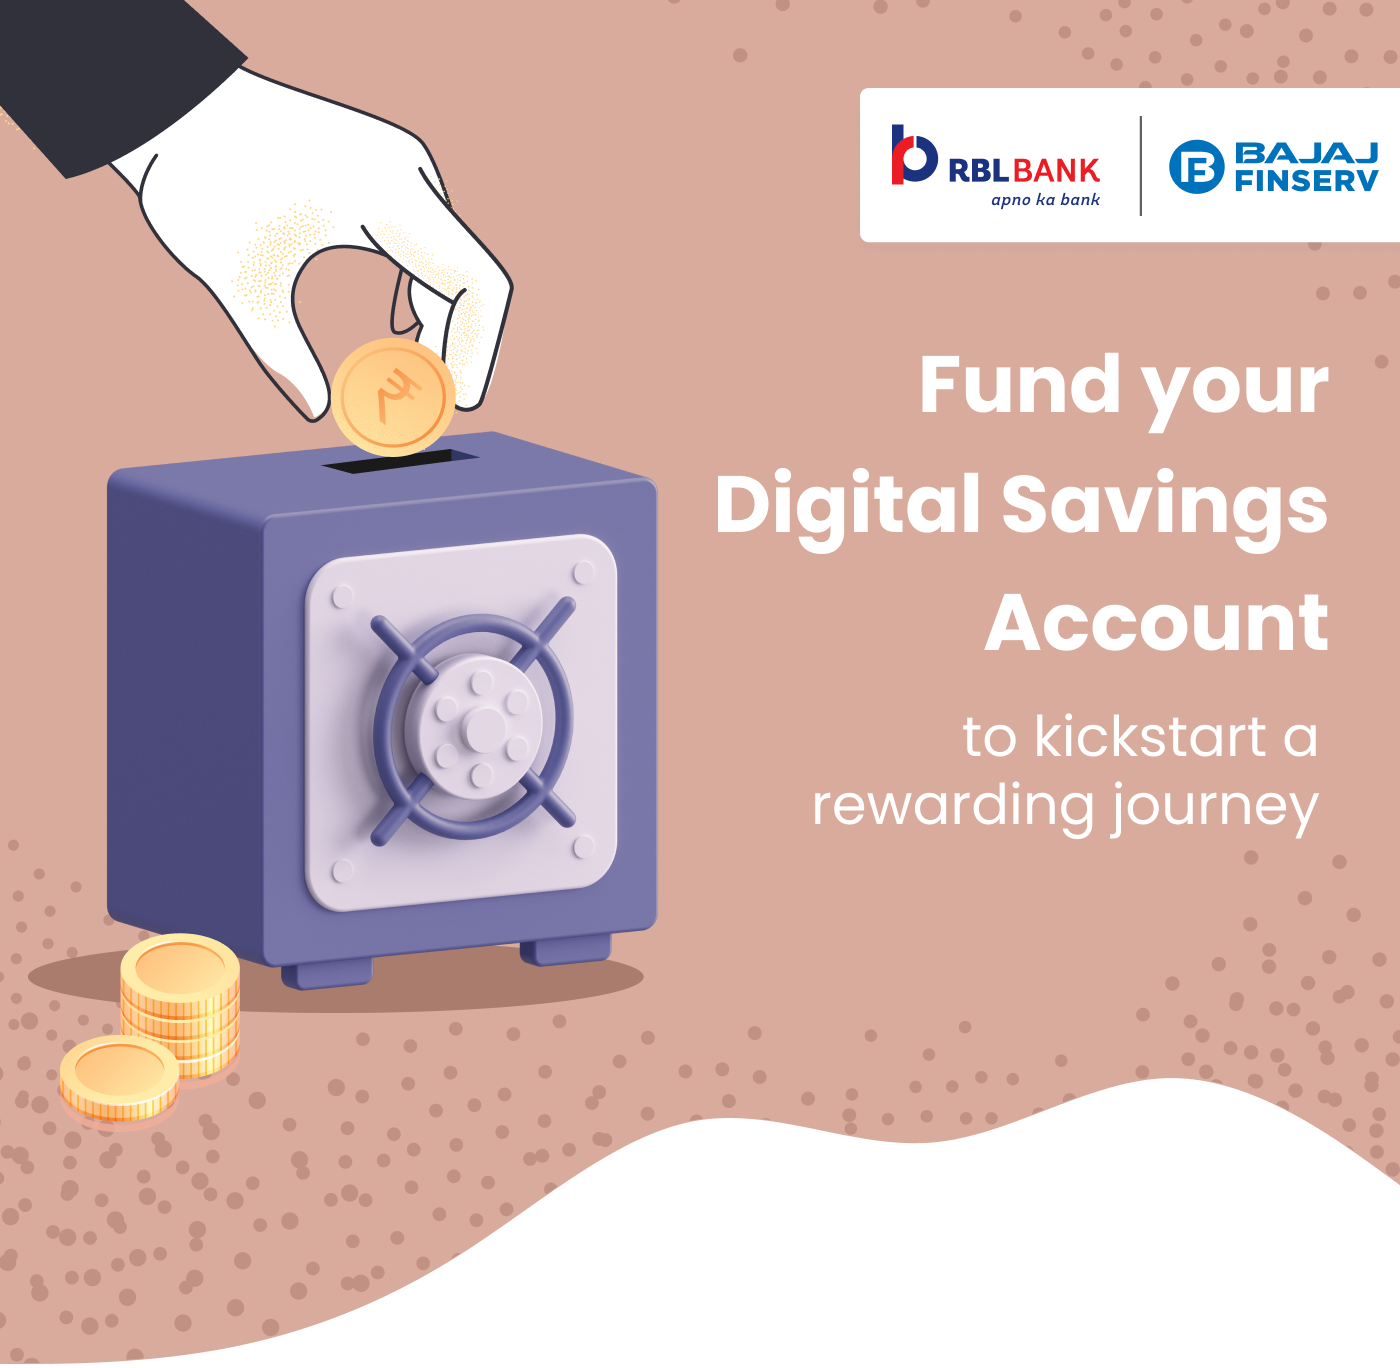 RBLBANK
apno ka bank
BAJAJ
FINSERV
Fund your
Digital Savings
Account
to kickstart a
rewarding journey
₹